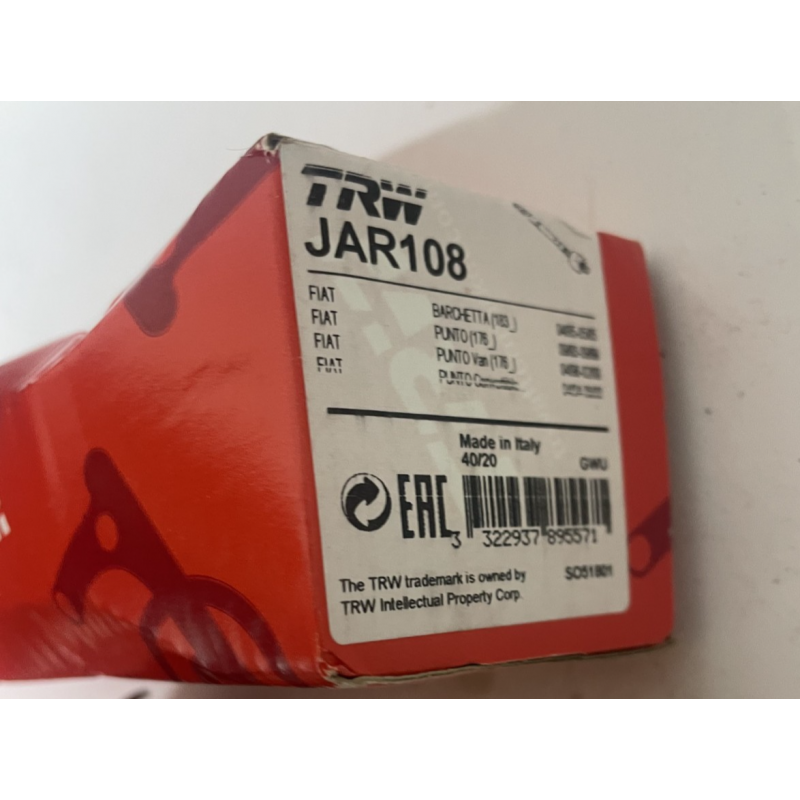 TRW
JAR108
FIAT BARCHETTA (183_)
FIAT PUNTO (176_)
FIAT PUNTO Van (176_)
FIAT PUNTO
Made in Italy
40/20 GWU
EAC
3 322937 895571
The TRW trademark is owned by
TRW Intellectual Property Corp.
SO51801